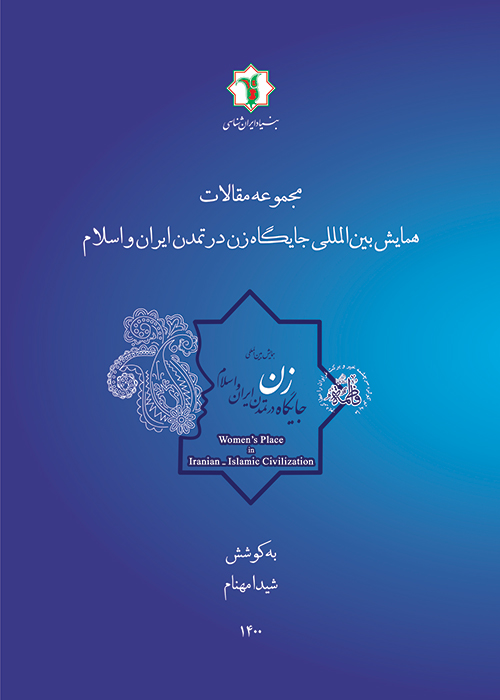 بنیاد ایران‌شناسی
مجموعه مقالات
همایش بین‌المللی جایگاه زن در تمدن ایران و اسلام
همایش بین‌المللی
زن
جایگاه در تمدن ایران و اسلام
فاطمة
Women's Place
in
Iranian _ Islamic Civilization
به کوشش
شیدا مهنام
۱۴۰۰